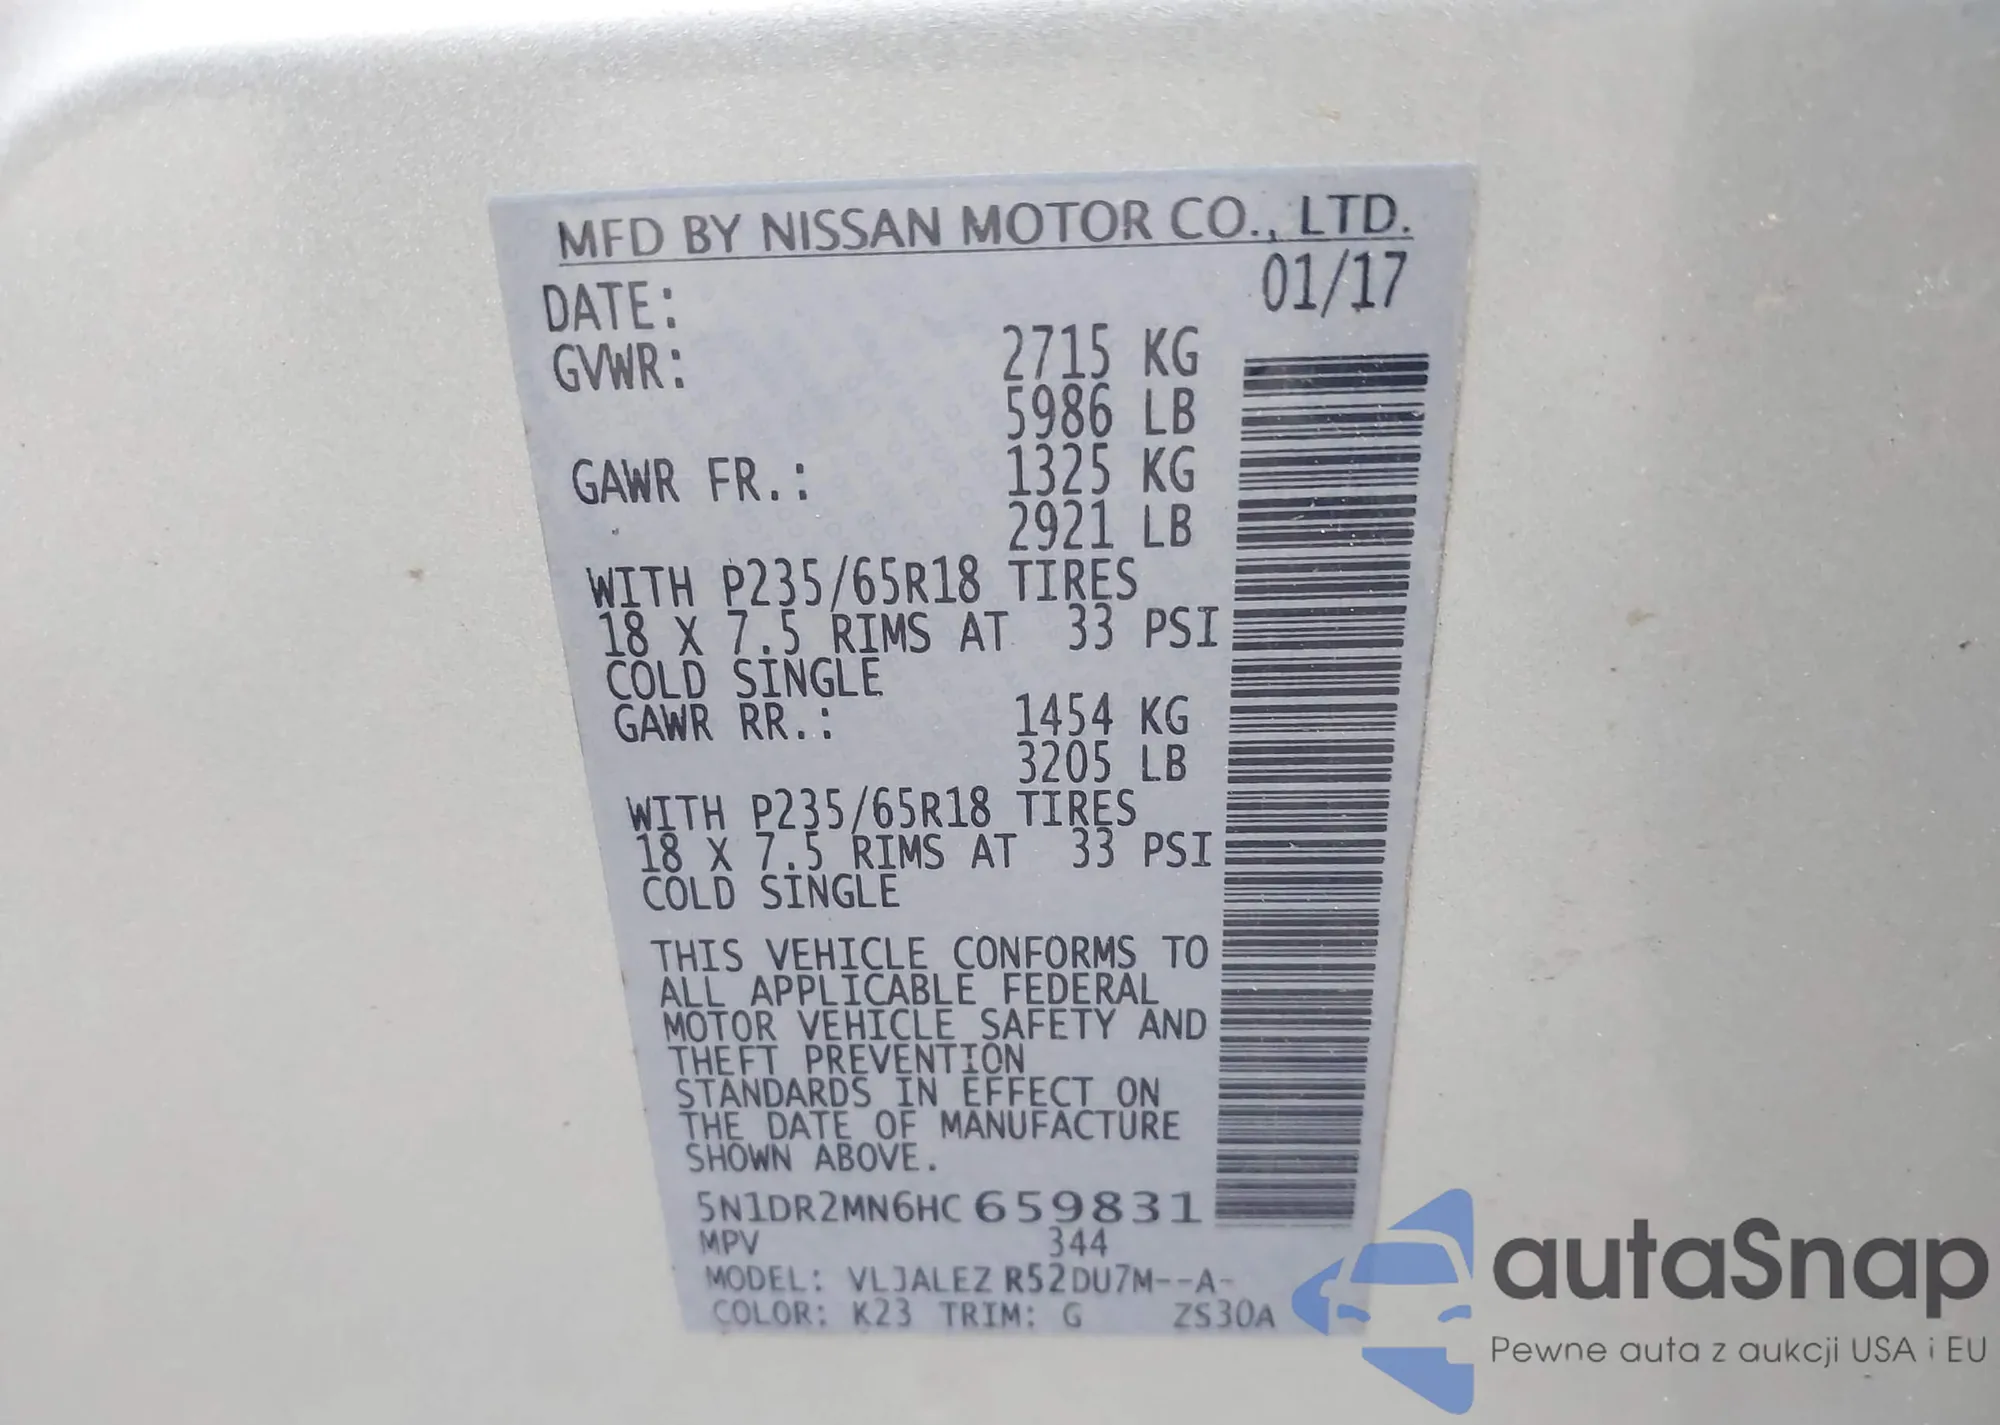 MFD BY NISSAN MOTOR CO., LTD.
DATE: 01/17
GVWR: 2715 KG
5986 LB
GAWR FR.: 1325 KG
2921 LB
WITH P235/65R18 TIRES
18 X 7.5 RIMS AT 33 PSI
COLD SINGLE
GAWR RR.: 1454 KG
3205 LB
WITH P235/65R18 TIRES
18 X 7.5 RIMS AT 33 PSI
COLD SINGLE
THIS VEHICLE CONFORMS TO
ALL APPLICABLE FEDERAL
MOTOR VEHICLE SAFETY AND
THEFT PREVENTION
STANDARDS IN EFFECT ON
THE DATE OF MANUFACTURE
SHOWN ABOVE.
5N1DR2MN6HC659831
MPV 344
MODEL: VLJALEZ R52DU7M--A-
COLOR: K23 TRIM: G ZS30A
autaSnap
Pewne auta z aukcji USA i EU